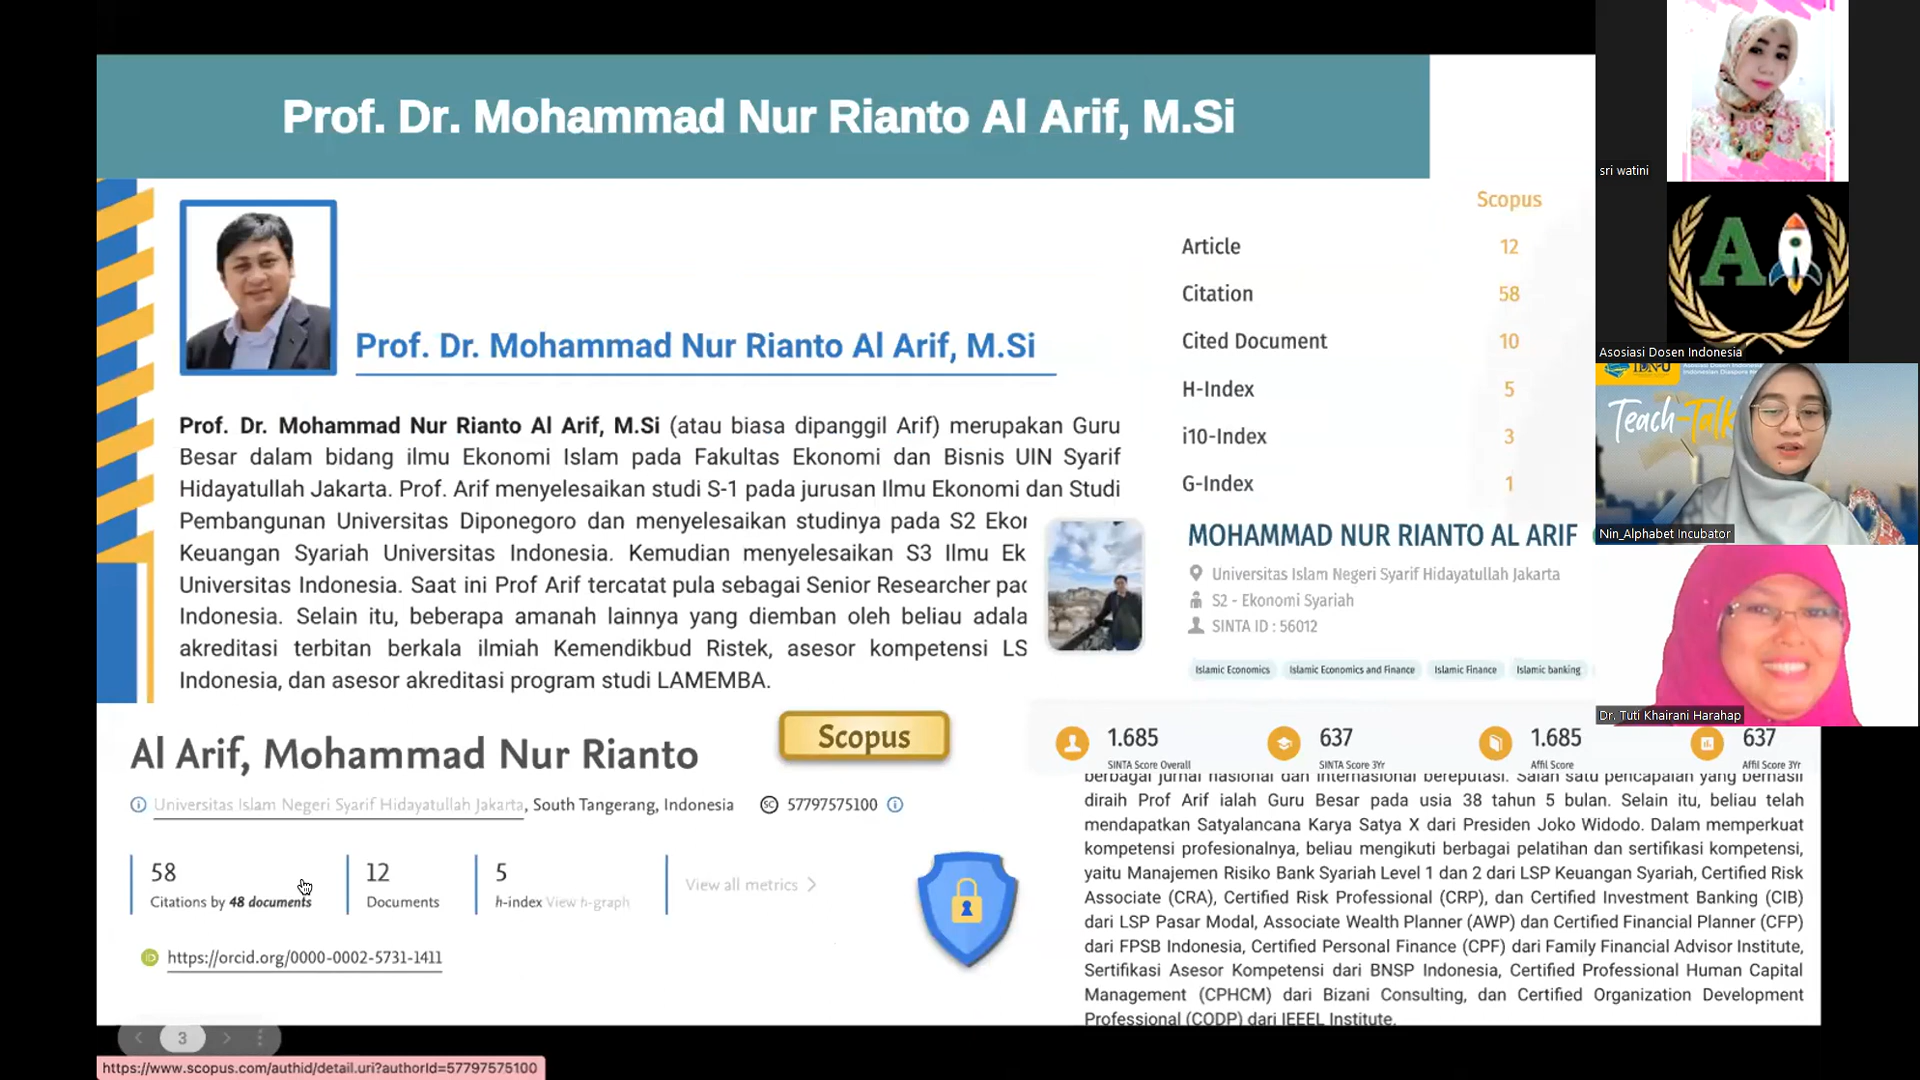 Prof. Dr. Mohammad Nur Rianto Al Arif, M.Si
Prof. Dr. Mohammad Nur Rianto Al Arif, M.Si
Prof. Dr. Mohammad Nur Rianto Al Arif, M.Si (atau biasa dipanggil Arif) merupakan Guru
Besar dalam bidang ilmu Ekonomi Islam pada Fakultas Ekonomi dan Bisnis UIN Syarif
Hidayatullah Jakarta. Prof. Arif menyelesaikan studi S-1 pada jurusan Ilmu Ekonomi dan Studi
Pembangunan Universitas Diponegoro dan menyelesaikan studinya pada S2
Keuangan Syariah Universitas Indonesia. Kemudian menyelesaikan S3 Ilmu
Universitas Indonesia. Saat ini Prof Arif tercatat pula sebagai Senior Researcher
Indonesia. Selain itu, beberapa amanah lainnya yang diemban oleh beliau
akreditasi terbitan berkala ilmiah Kemendikbud Ristek, asesor kompetensi
Indonesia, dan asesor akreditasi program studi LAMEMBA.
Scopus
Article 12
Citation 58
Cited Document 10
H-Index 5
i10-Index 3
G-Index 1
MOHAMMAD NUR RIANTO AL ARIF
Universitas Islam Negeri Syarif Hidayatullah Jakarta
S2 - Ekonomi Syariah
SINTA ID : 56012
Islamic Economics Islamic Economics and Finance Islamic Finance Islamic banking
1.685 637 1.685 637
SINTA Score Overall SINTA Score 3Yr Affil Score Affil Score 3Yr
berbagai jurnal nasional dan internasional bereputasi. Salah satu pencapaian yang berhasil
diraih Prof Arif ialah Guru Besar pada usia 38 tahun 5 bulan. Selain itu, beliau telah
mendapatkan Satyalancana Karya Satya X dari Presiden Joko Widodo. Dalam memperkuat
kompetensi profesionalnya, beliau mengikuti berbagai pelatihan dan sertifikasi kompetensi,
yaitu Manajemen Risiko Bank Syariah Level 1 dan 2 dari LSP Keuangan Syariah, Certified Risk
Associate (CRA), Certified Risk Professional (CRP), dan Certified Investment Banking (CIB)
dari LSP Pasar Modal, Associate Wealth Planner (AWP) dan Certified Financial Planner (CFP)
dari FPSB Indonesia, Certified Personal Finance (CPF) dari Family Financial Advisor Institute,
Sertifikasi Asesor Kompetensi dari BNSP Indonesia, Certified Professional Human Capital
Management (CPHCM) dari Bizani Consulting, dan Certified Organization Development
Professional (CODP) dari IEEEL Institute.
Scopus
Al Arif, Mohammad Nur Rianto
Universitas Islam Negeri Syarif Hidayatullah Jakarta, South Tangerang, Indonesia SC 57797575100
58 12 5
Citations by 48 documents Documents h-index View h-graph
View all metrics
https://orcid.org/0000-0002-5731-1411
3
https://www.scopus.com/authid/detail.uri?authorId=57797575100
sri watini
A
Asosiasi Dosen Indonesia
Teach-Talk
Nin_Alphabet Incubator
Dr. Tuti Khairani Harahap